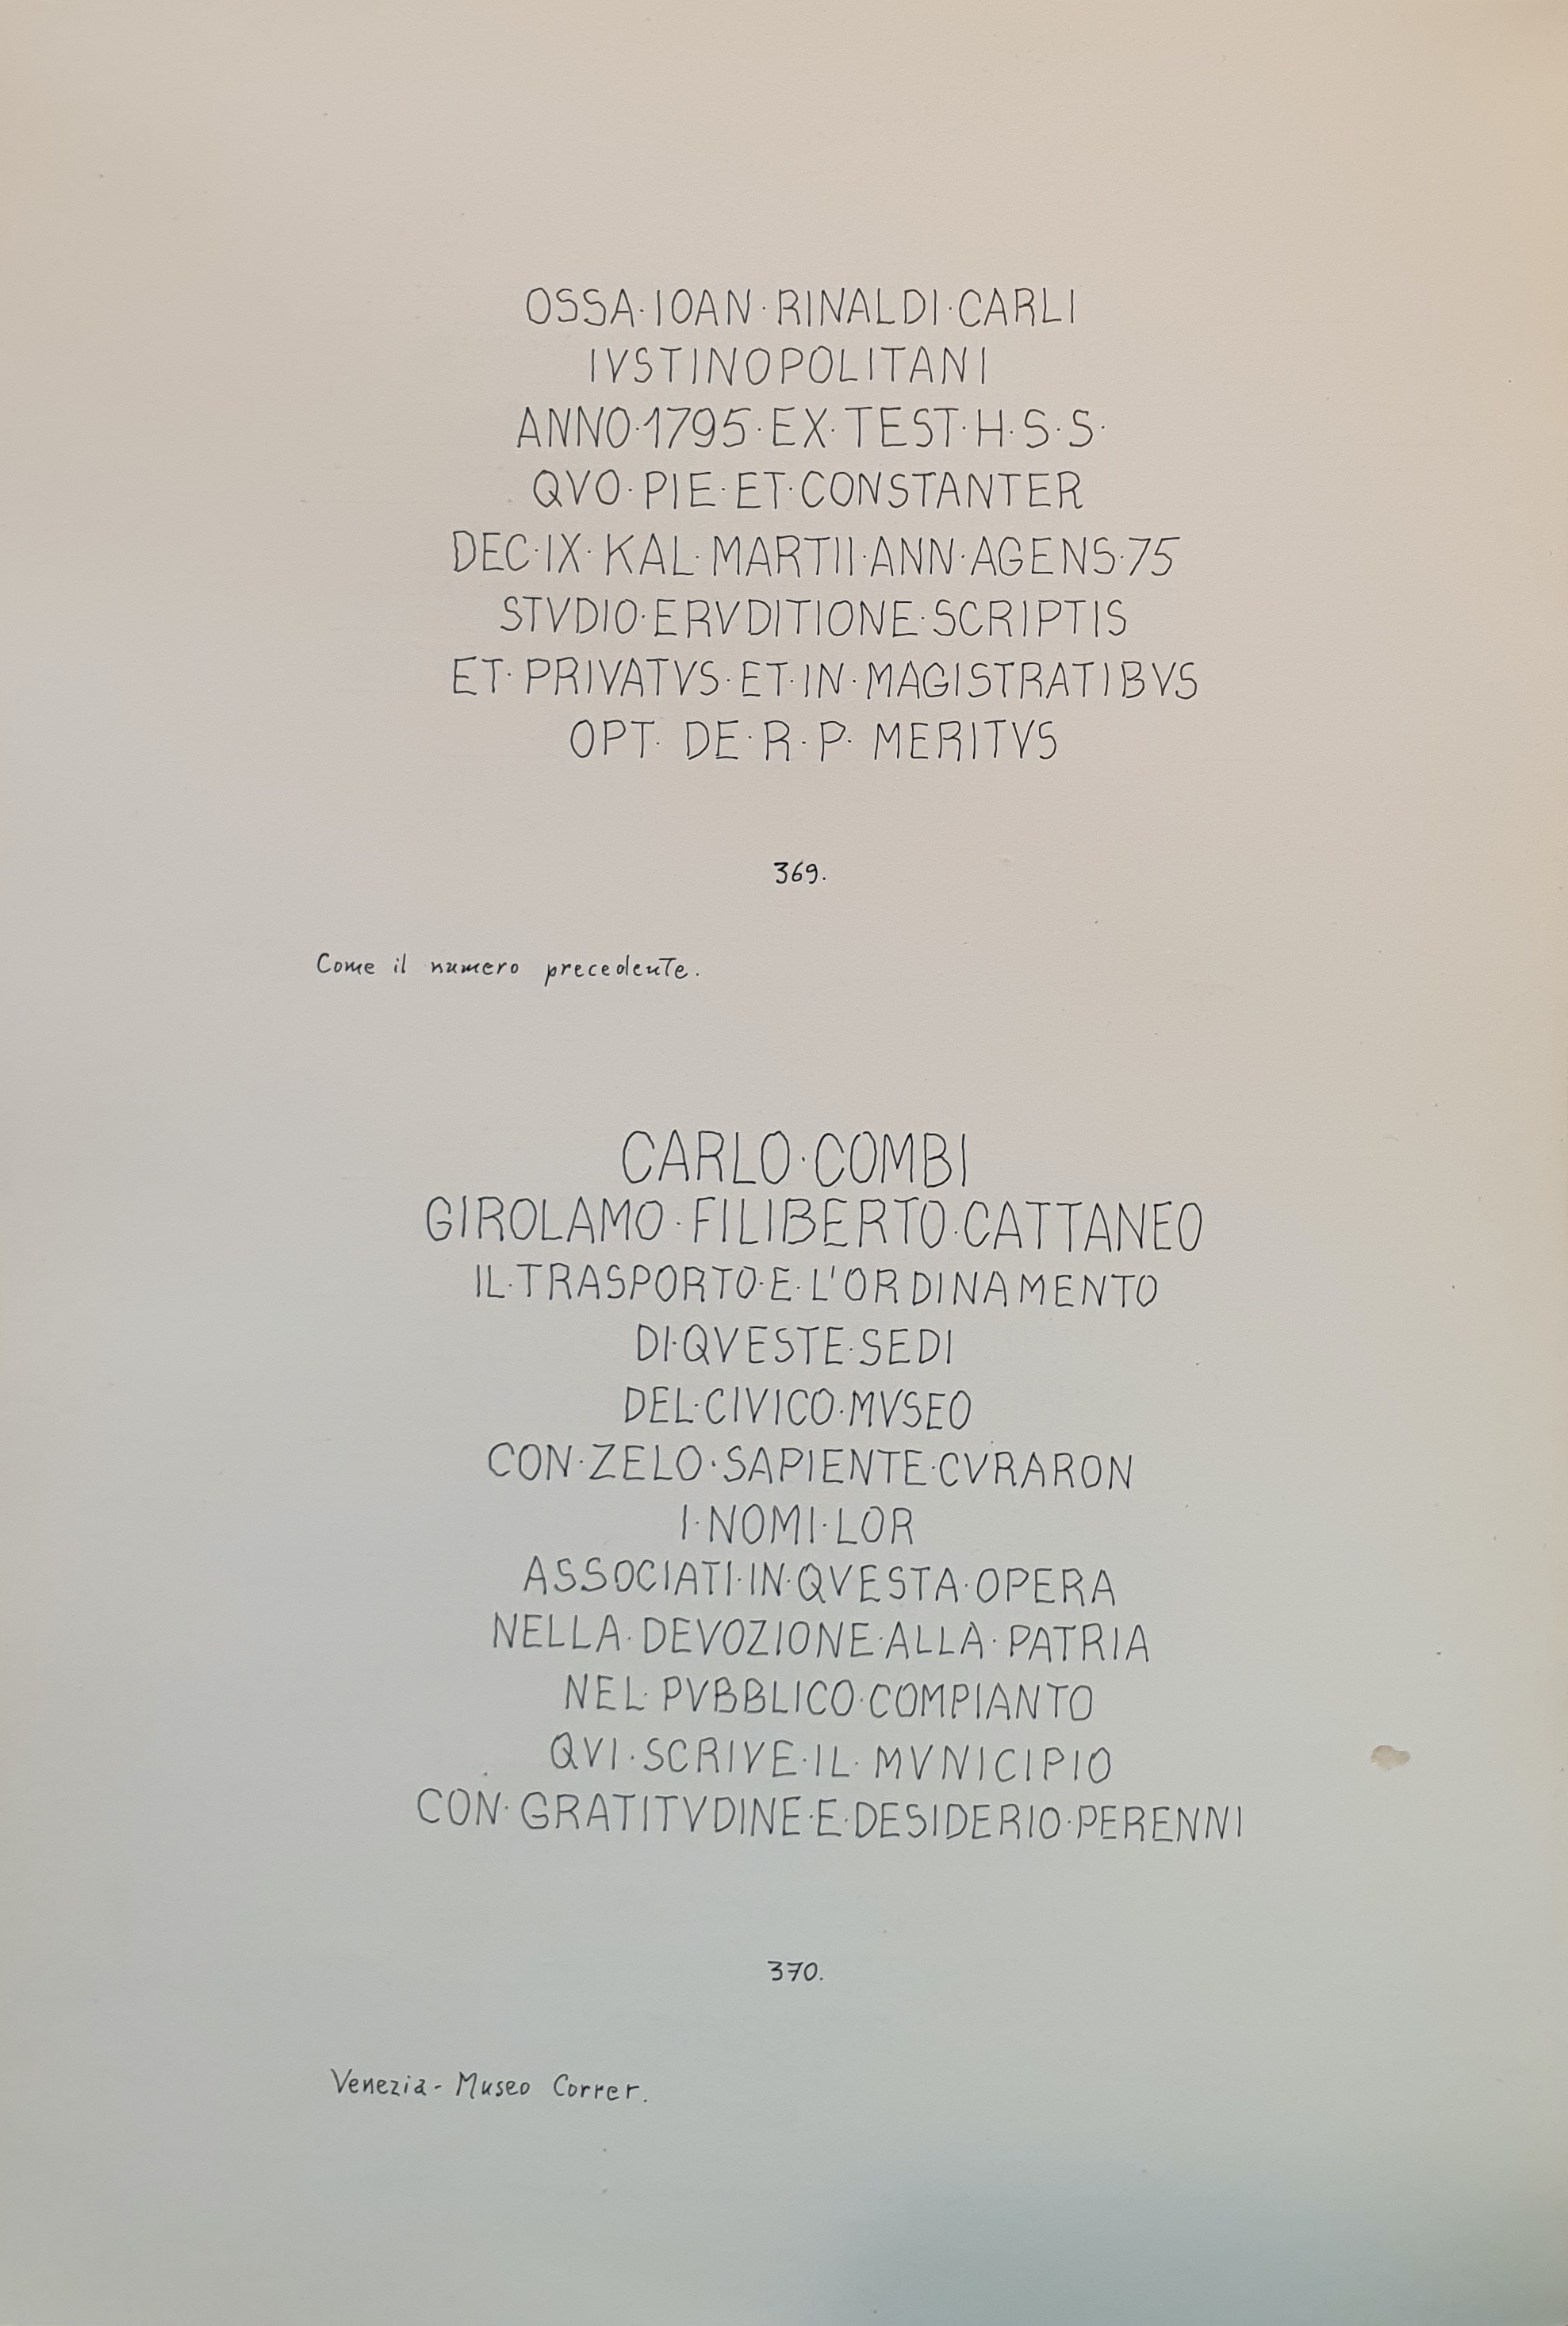 OSSA·IOAN·RINALDI·CARLI
IVSTINOPOLITANI
ANNO·1795·EX·TEST·H·S·S·
QVO·PIE·ET·CONSTANTER
DEC·IX·KAL·MARTII·ANN·AGENS·75
STVDIO·ERVDITIONE·SCRIPTIS
ET·PRIVATVS·ET·IN·MAGISTRATIBVS
OPT· DE·R·P· MERITVS
369.
Come il numero precedente.
CARLO·COMBI
GIROLAMO·FILIBERTO·CATTANEO
IL·TRASPORTO·E·L'ORDINAMENTO
DI·QVESTE·SEDI
DEL·CIVICO·MVSEO
CON·ZELO·SAPIENTE·CVRARON
I·NOMI·LOR
ASSOCIATI·IN·QVESTA·OPERA
NELLA·DEVOZIONE·ALLA·PATRIA
NEL·PVBBLICO·COMPIANTO
QVI·SCRIVE·IL·MVNICIPIO
CON·GRATITVDINE·E·DESIDERIO·PERENNI
370.
Venezia - Museo Correr.